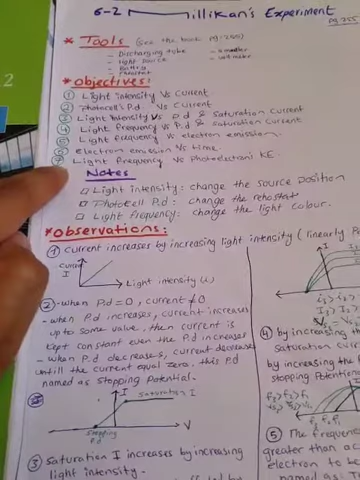 6-2 Millikan's Experiment
pg.255
* Tools (see the book pg.255)
- Discharging tube - Ammeter
- light source - voltmeter
- Battery
- Rheostat
* objectives:
① Light intensity Vs current
② Photocell P.d Vs current
③ Light intensity Vs P.d & saturation current
④ Light Frequency Vs P.d & saturation current
⑤ Light Frequency Vs electron emission.
⑥ electron emission Vs time.
Light Frequency Vs Photoelectron KE
Notes
□ Light intensity: change the source position
□ Photocell P.d: change the rehostat
□ Light Frequency: change the light colour.
* observations:
① current increases by increasing light intensity (linearly
Current I
Light intensity (L)
② - when P.d = 0, current ≠ 0
- when P.d increases, current increases
up to some value, then current is
kept constant even the P.d increases
- when P.d decreases, current decreases
untill the current equal zero. this P.d
named as stopping potential.
I
Saturation I
Stopping P.d
V
③ Saturation I increases by increasing
light intensity.
I
④ by increasing the
saturation curr
by increasing the
stopping Potentien
⑤ The frequen
greater than a c
electron to be
named as